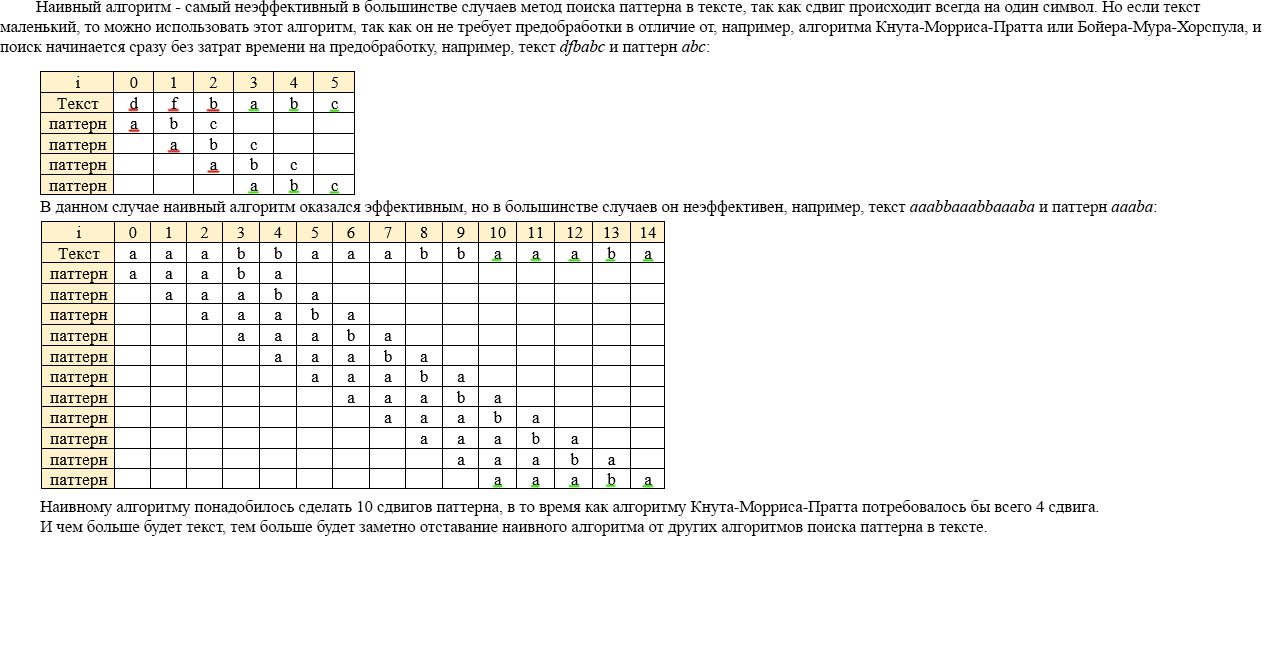 Наивный алгоритм - самый неэффективный в большинстве случаев метод поиска паттерна в тексте, так как сдвиг происходит всегда на один символ. Но если текст
маленький, то можно использовать этот алгоритм, так как он не требует предобработки в отличие от, например, алгоритма Кнута-Морриса-Пратта или Бойера-Мура-Хорспула, и
поиск начинается сразу без затрат времени на предобработку, например, текст dfbabc и паттерн abc:
i 0 1 2 3 4 5
Текст d f b a b c
паттерн a b c
паттерн a b c
паттерн a b c
паттерн a b c
В данном случае наивный алгоритм оказался эффективным, но в большинстве случаев он неэффективен, например, текст aaabbaaabbaaaba и паттерн aaaba:
i 0 1 2 3 4 5 6 7 8 9 10 11 12 13 14
Текст a a a b b a a a b b a a a b a
паттерн a a a b a
паттерн a a a b a
паттерн a a a b a
паттерн a a a b a
паттерн a a a b a
паттерн a a a b a
паттерн a a a b a
паттерн a a a b a
паттерн a a a b a
паттерн a a a b a
паттерн a a a b a
Наивному алгоритму понадобилось сделать 10 сдвигов паттерна, в то время как алгоритму Кнута-Морриса-Пратта потребовалось бы всего 4 сдвига.
И чем больше будет текст, тем больше будет заметно отставание наивного алгоритма от других алгоритмов поиска паттерна в тексте.